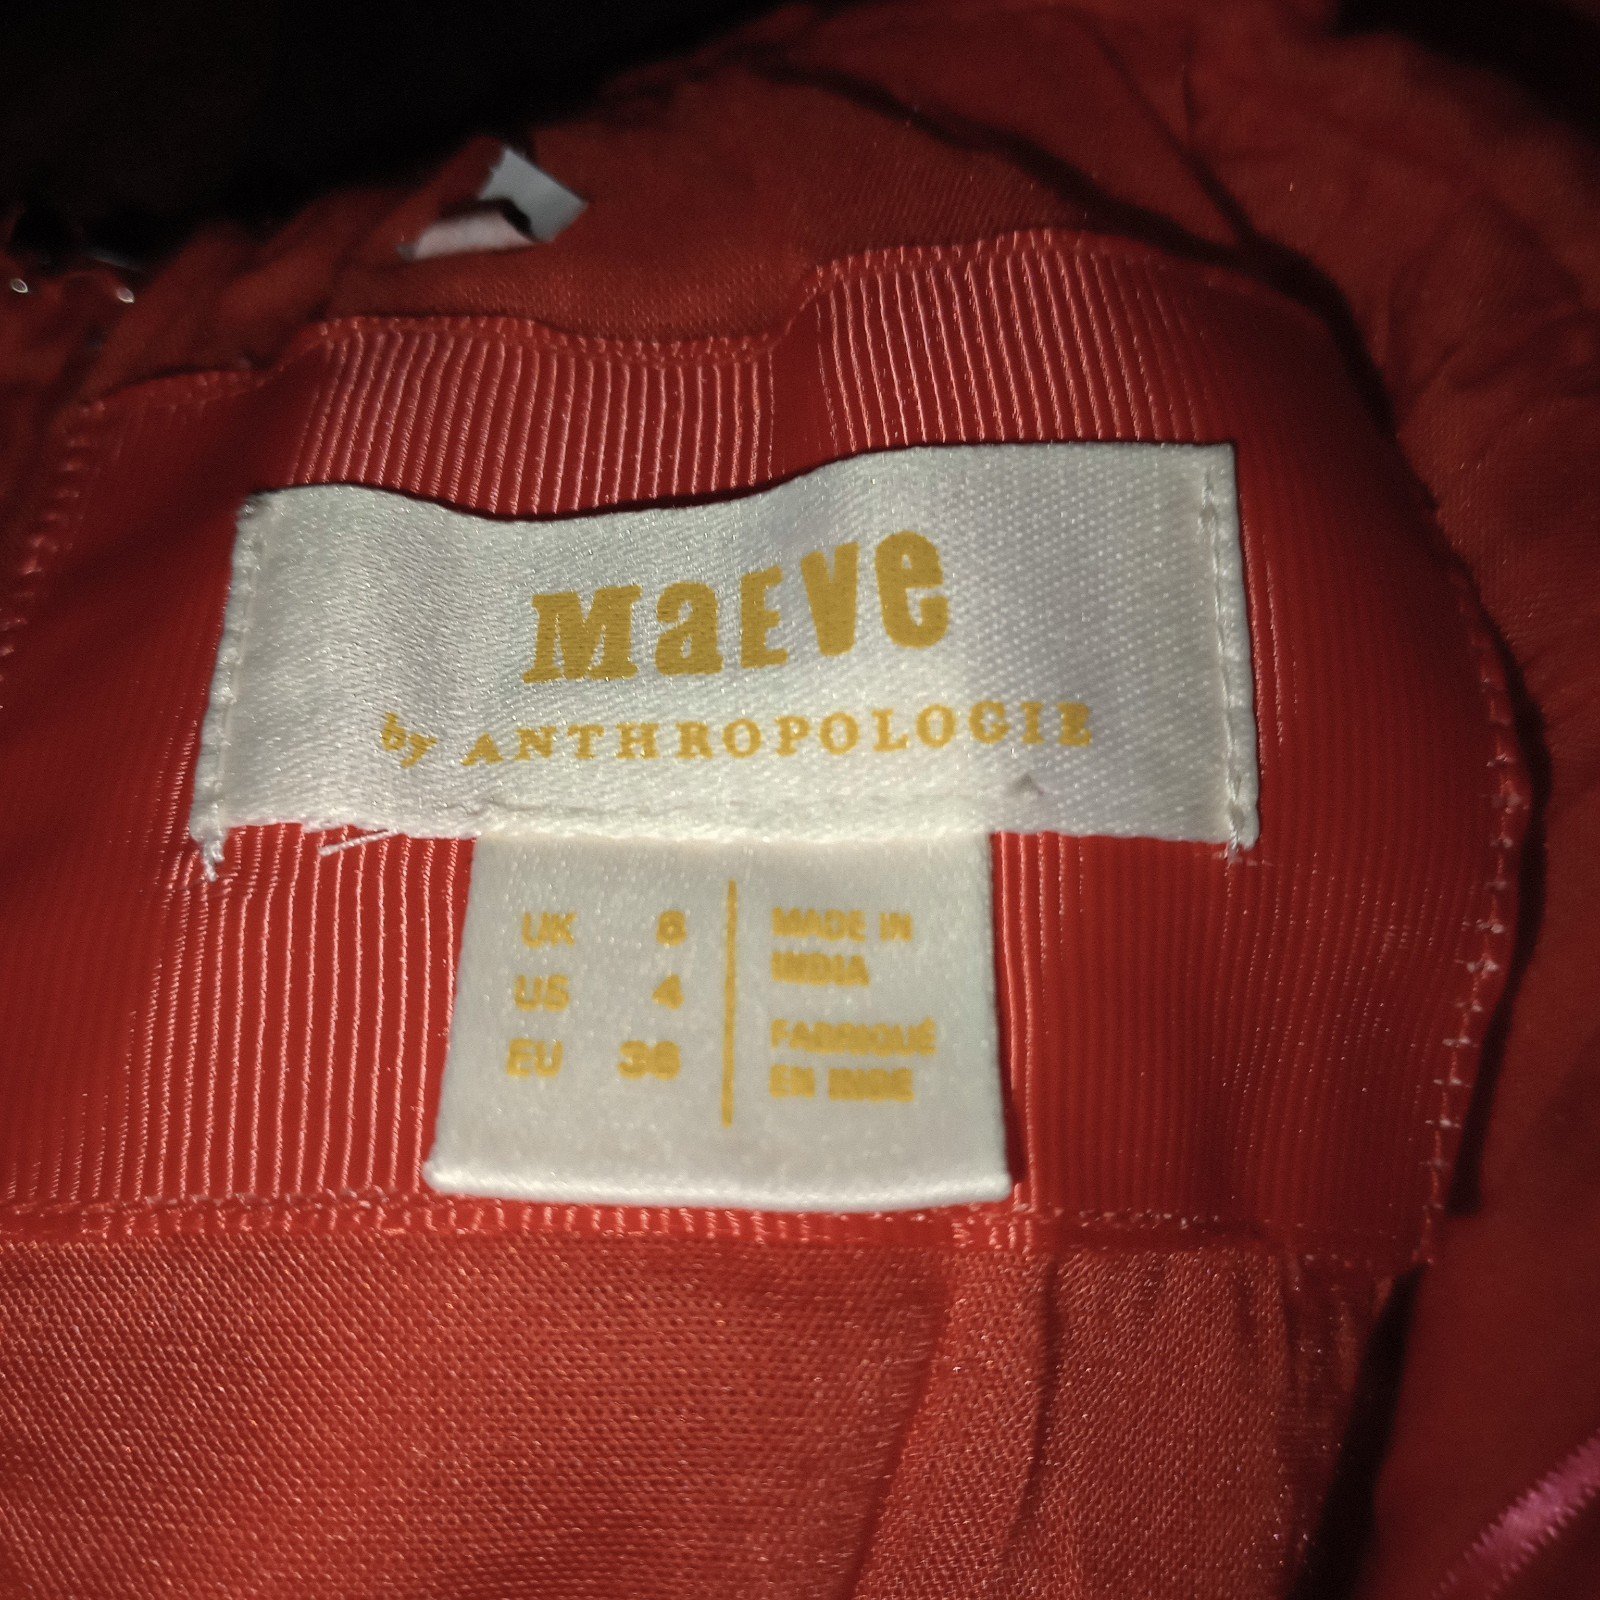 MaEVe
by ANTHROPOLOGIE
UK 8
US 4
EU 36
MADE IN
INDIA
FABRIQUÉ
EN INDE